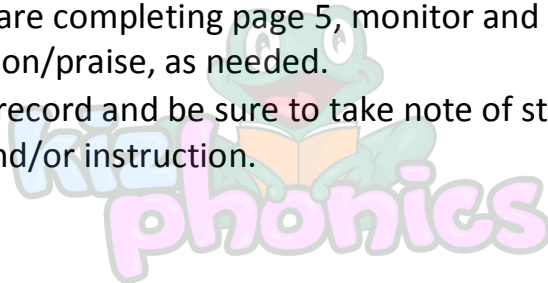 are completing page 5, monitor and
on/praise, as needed.
record and be sure to take note of st
nd/or instruction.
kiz
phonics